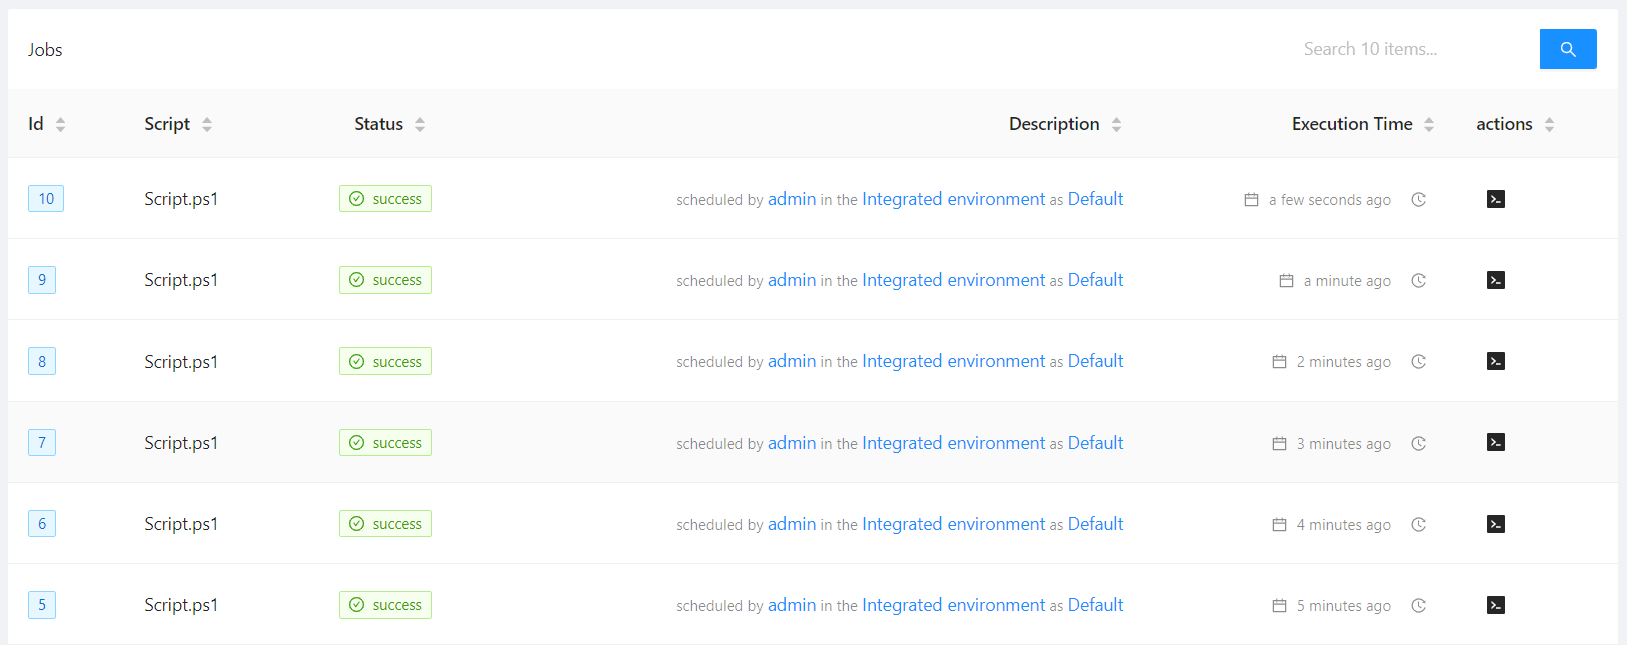 Jobs
Search 10 items...
Id Script Status Description Execution Time actions
10 Script.ps1 success scheduled by admin in the Integrated environment as Default a few seconds ago
9 Script.ps1 success scheduled by admin in the Integrated environment as Default a minute ago
8 Script.ps1 success scheduled by admin in the Integrated environment as Default 2 minutes ago
7 Script.ps1 success scheduled by admin in the Integrated environment as Default 3 minutes ago
6 Script.ps1 success scheduled by admin in the Integrated environment as Default 4 minutes ago
5 Script.ps1 success scheduled by admin in the Integrated environment as Default 5 minutes ago